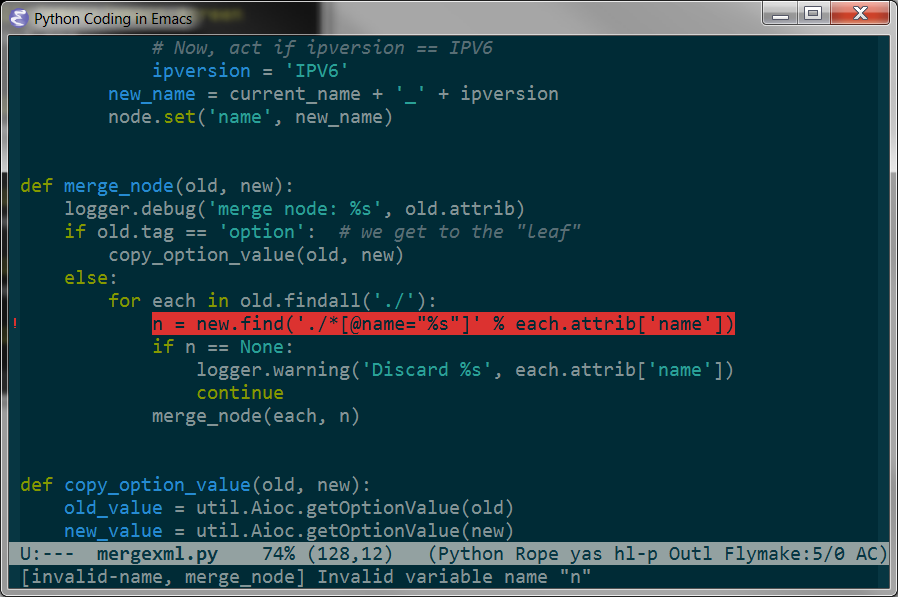 Python Coding in Emacs
# Now, act if ipversion == IPV6
ipversion = 'IPV6'
new_name = current_name + '_' + ipversion
node.set('name', new_name)
def merge_node(old, new):
logger.debug('merge node: %s', old.attrib)
if old.tag == 'option':  # we get to the "leaf"
copy_option_value(old, new)
else:
for each in old.findall('./'):
! n = new.find('./*[@name="%s"]' % each.attrib['name'])
if n == None:
logger.warning('Discard %s', each.attrib['name'])
continue
merge_node(each, n)
def copy_option_value(old, new):
old_value = util.Aioc.getOptionValue(old)
new_value = util.Aioc.getOptionValue(new)
U:---  mergexml.py    74% (128,12)   (Python Rope yas hl-p Outl Flymake:5/0 AC)
[invalid-name, merge_node] Invalid variable name "n"